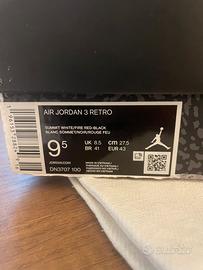 AIR JORDAN 3 RETRO
SUMMIT WHITE/FIRE RED-BLACK
BLANC SOMMET/NOIR/ROUGE FEU
9.5
UK 8.5 cm 27.5
BR 41 EUR 43
JORDAN.COM
DN3707 100